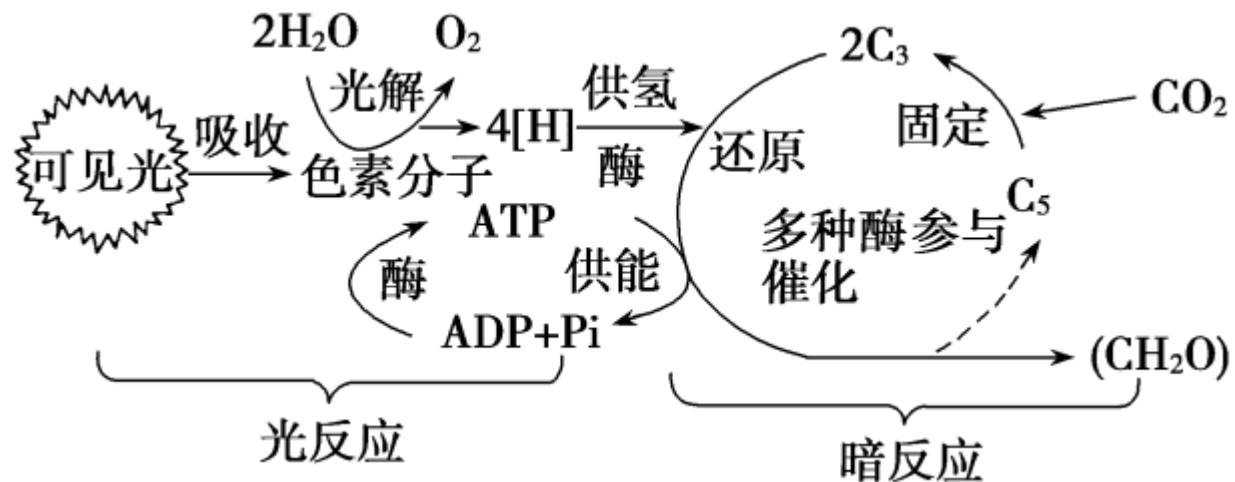 2H₂O
O₂
光解
可见光
吸收
色素分子
4[H]
供氢
酶
2C₃
还原
固定
CO₂
C₅
多种酶参与
催化
ATP
酶
供能
ADP+Pi
(CH₂O)
光反应
暗反应